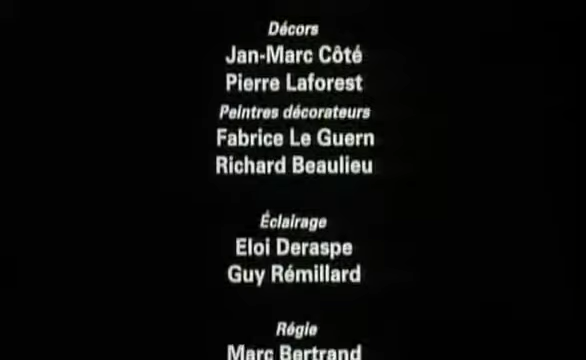 Décors
Jan-Marc Côté
Pierre Laforest
Peintres décorateurs
Fabrice Le Guern
Richard Beaulieu
Éclairage
Eloi Deraspe
Guy Rémillard
Régie
Marc Bertrand